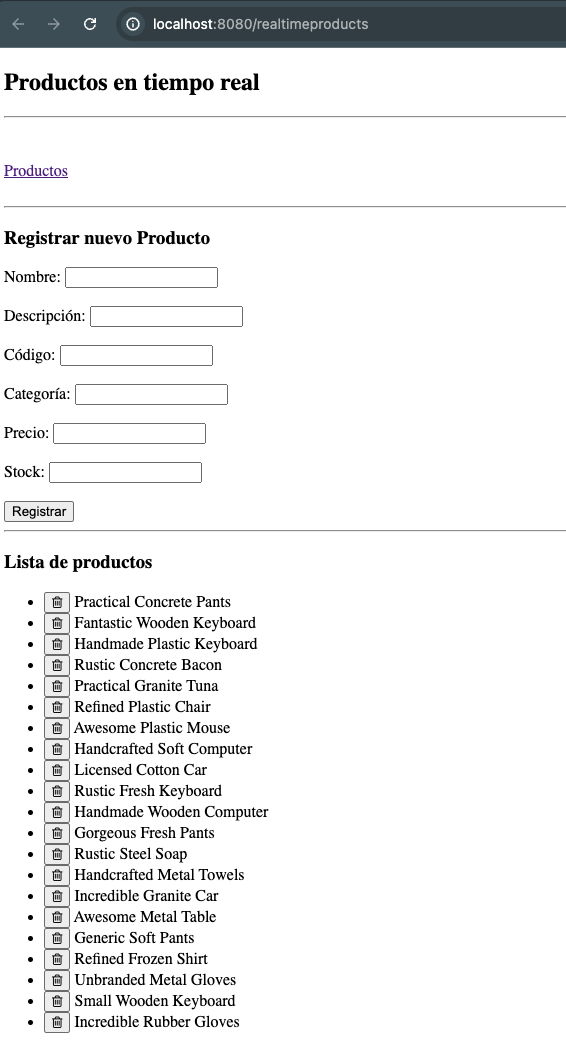 localhost:8080/realtimeproducts
Productos en tiempo real
Productos
Registrar nuevo Producto
Nombre:
Descripción:
Código:
Categoría:
Precio:
Stock:
Registrar
Lista de productos
Practical Concrete Pants
Fantastic Wooden Keyboard
Handmade Plastic Keyboard
Rustic Concrete Bacon
Practical Granite Tuna
Refined Plastic Chair
Awesome Plastic Mouse
Handcrafted Soft Computer
Licensed Cotton Car
Rustic Fresh Keyboard
Handmade Wooden Computer
Gorgeous Fresh Pants
Rustic Steel Soap
Handcrafted Metal Towels
Incredible Granite Car
Awesome Metal Table
Generic Soft Pants
Refined Frozen Shirt
Unbranded Metal Gloves
Small Wooden Keyboard
Incredible Rubber Gloves